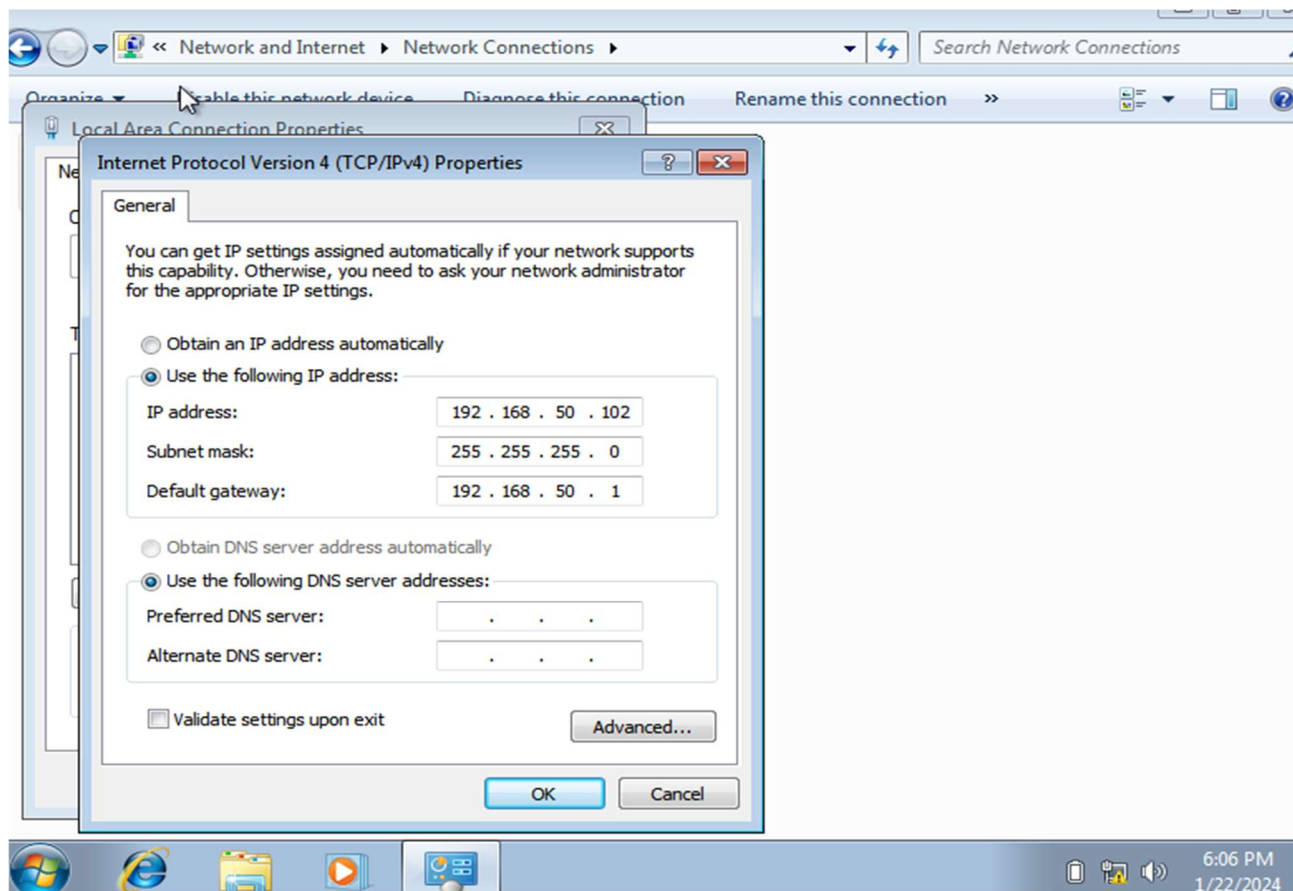 « Network and Internet ▸ Network Connections ▸
Search Network Connections
Organize Disable this network device Diagnose this connection Rename this connection »
Local Area Connection Properties
Internet Protocol Version 4 (TCP/IPv4) Properties
General
You can get IP settings assigned automatically if your network supports
this capability. Otherwise, you need to ask your network administrator
for the appropriate IP settings.
Obtain an IP address automatically
Use the following IP address:
IP address: 192 . 168 . 50 . 102
Subnet mask: 255 . 255 . 255 . 0
Default gateway: 192 . 168 . 50 . 1
Obtain DNS server address automatically
Use the following DNS server addresses:
Preferred DNS server: . . .
Alternate DNS server: . . .
Validate settings upon exit
Advanced...
OK Cancel
6:06 PM
1/22/2024